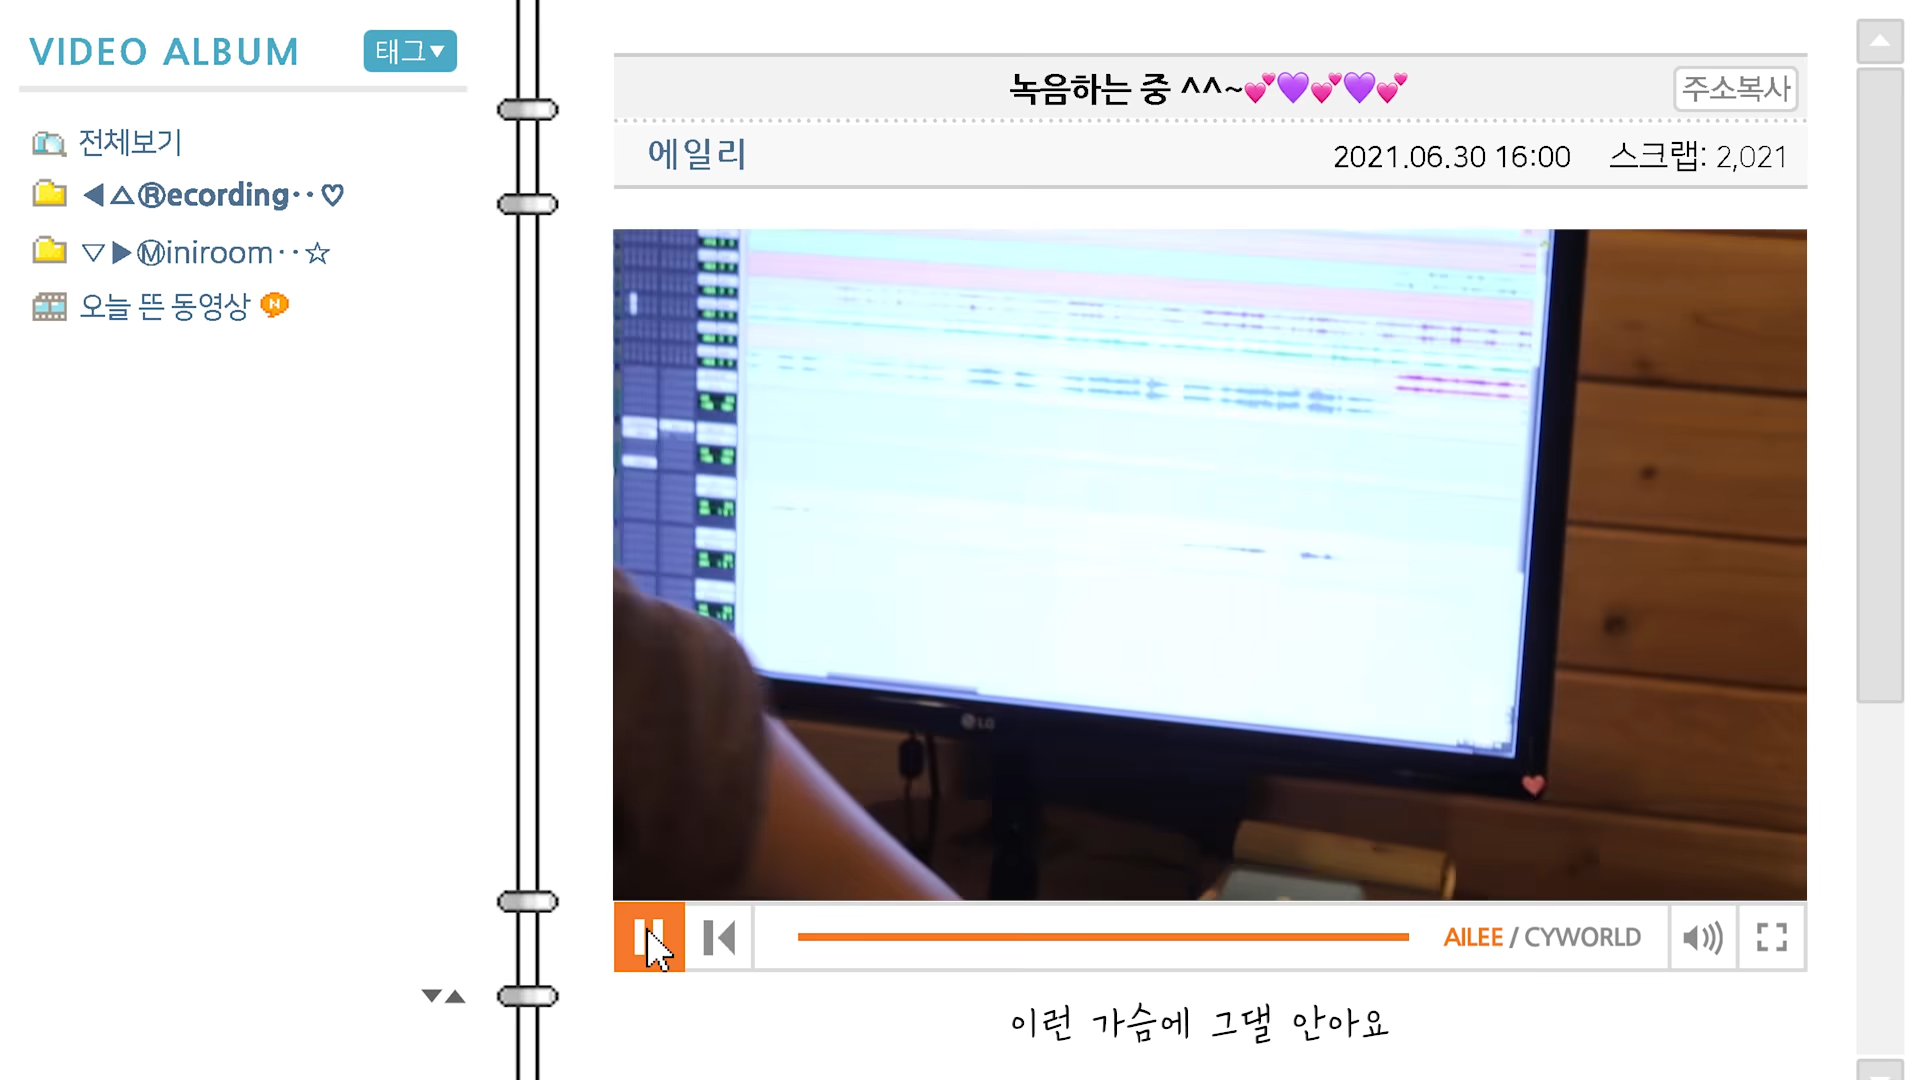 VIDEO ALBUM
태그▼
전체보기
◀△Ⓡecording‥♡
▽▶Ⓜiniroom‥☆
오늘 뜬 동영상 N
▼▲
녹음하는 중 ^^~💕💜💕💜💕
주소복사
에일리
2021.06.30 16:00 스크랩: 2,021
LG
AILEE / CYWORLD
이런 가슴에 그댈 안아요